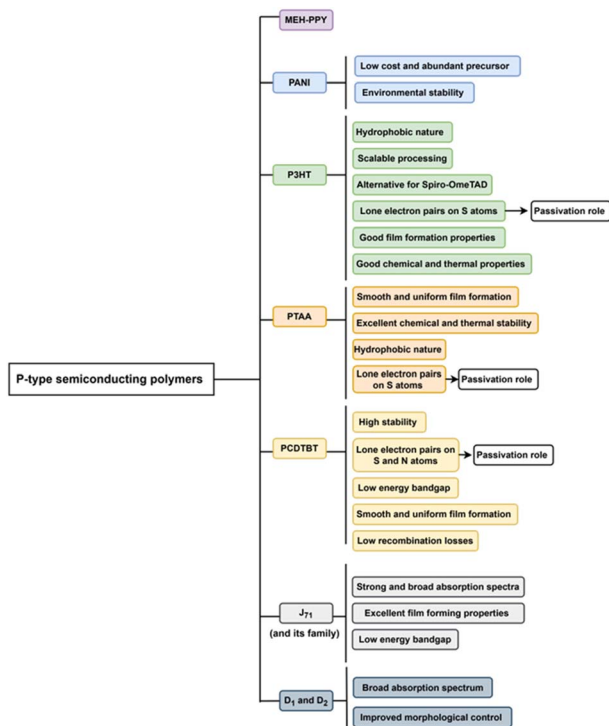 MEH-PPY
PANI
Low cost and abundant precursor
Environmental stability
P3HT
Hydrophobic nature
Scalable processing
Alternative for Spiro-OmeTAD
Lone electron pairs on S atoms
Passivation role
Good film formation properties
Good chemical and thermal properties
PTAA
Smooth and uniform film formation
Excellent chemical and thermal stability
Hydrophobic nature
Lone electron pairs
on S atoms
Passivation role
P-type semiconducting polymers
PCDTBT
High stability
Lone electron pairs on
S and N atoms
Passivation role
Low energy bandgap
Smooth and uniform film formation
Low recombination losses
J71
(and its family)
Strong and broad absorption spectra
Excellent film forming properties
Low energy bandgap
D1 and D2
Broad absorption spectrum
Improved morphological control